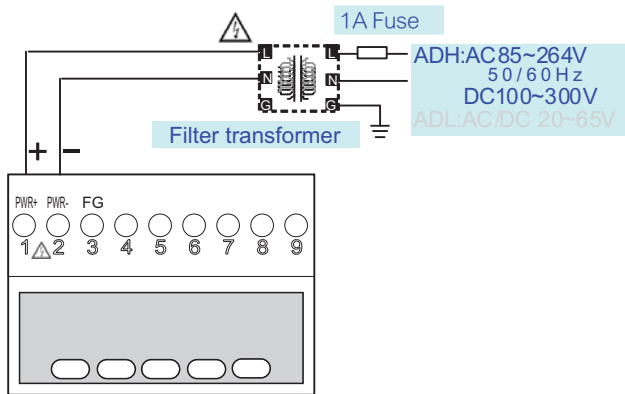 1A Fuse
L L
ADH:AC85~264V
50/60Hz
N N
DC100~300V
G G
ADL:AC/DC 20~65V
Filter transformer
+ −
PWR+ PWR- FG
1 2 3 4 5 6 7 8 9